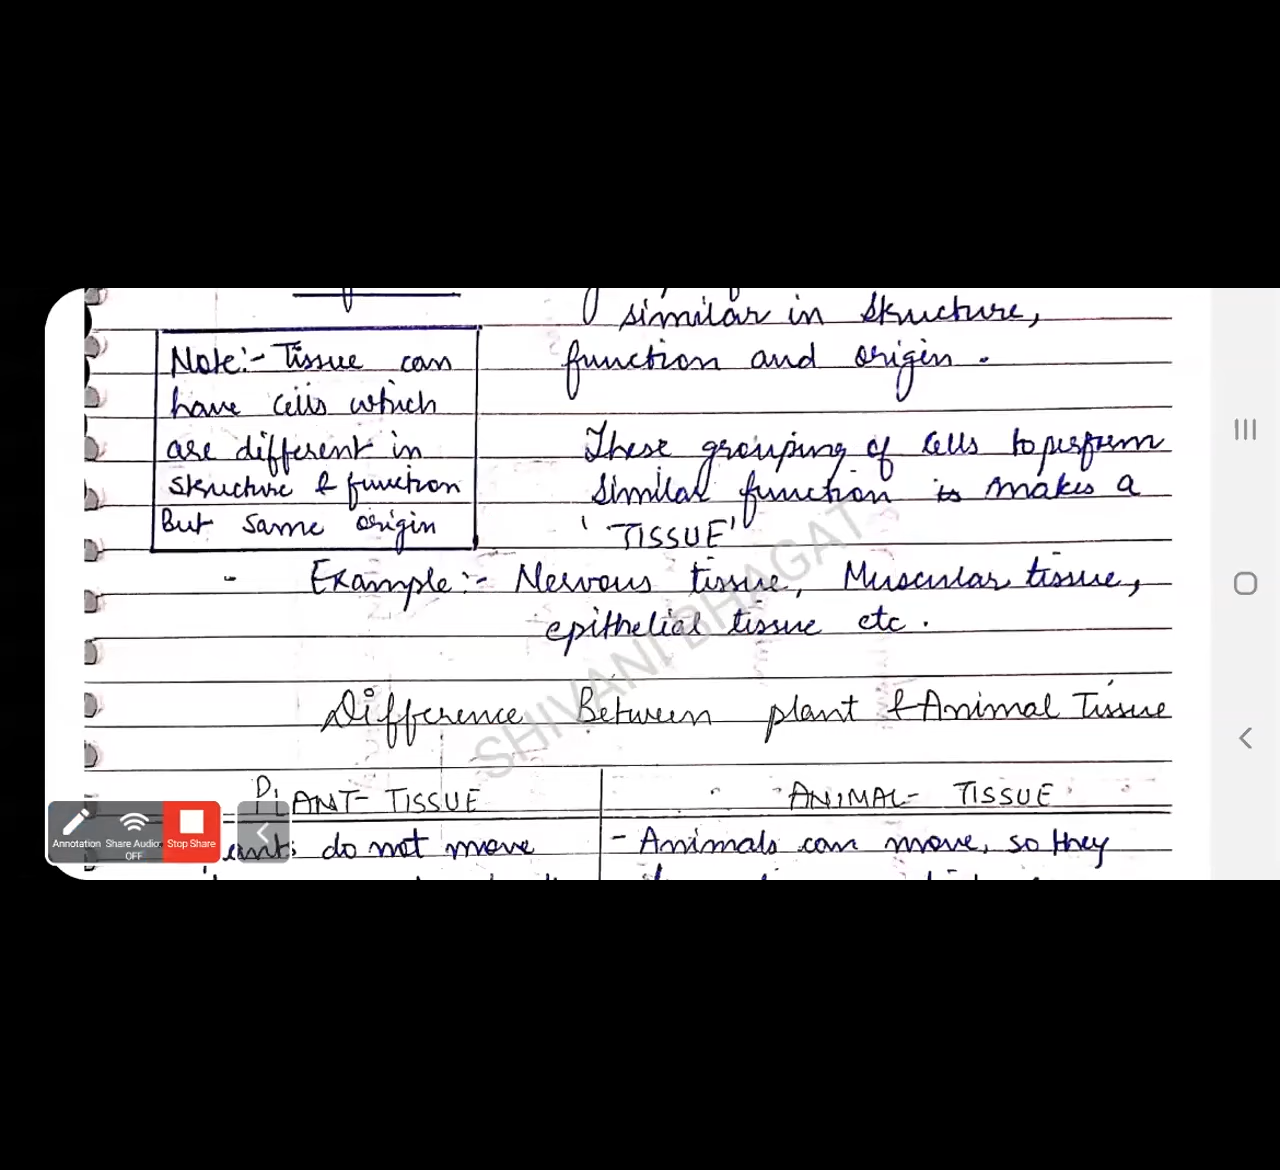 similar in structure,
function and origin.
Note:- Tissue can
have cells which
are different in
structure & function
But same origin
These grouping of cells to perform
similar function is makes a
'TISSUE'
Example:- Nervous tissue, Muscular tissue,
epithelial tissue etc.
SHIVANI BHAGAT
Difference Between plant & Animal Tissue
PLANT- TISSUE
ANIMAL- TISSUE
do not move
- Animals can move, so they
Annotation
Share Audio
OFF
Stop Share